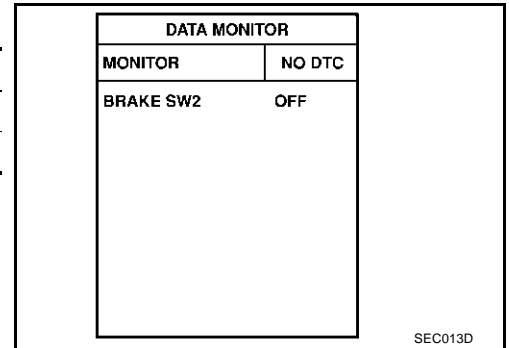 DATA MONITOR
MONITOR NO DTC
BRAKE SW2 OFF
SEC013D